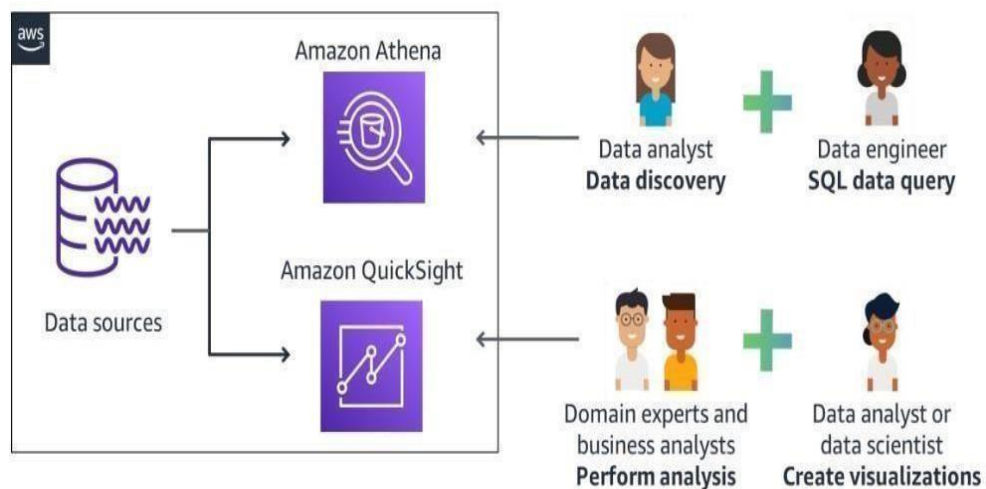 aws
Amazon Athena
Data analyst
Data discovery
Data engineer
SQL data query
Data sources
Amazon QuickSight
Domain experts and
business analysts
Perform analysis
Data analyst or
data scientist
Create visualizations